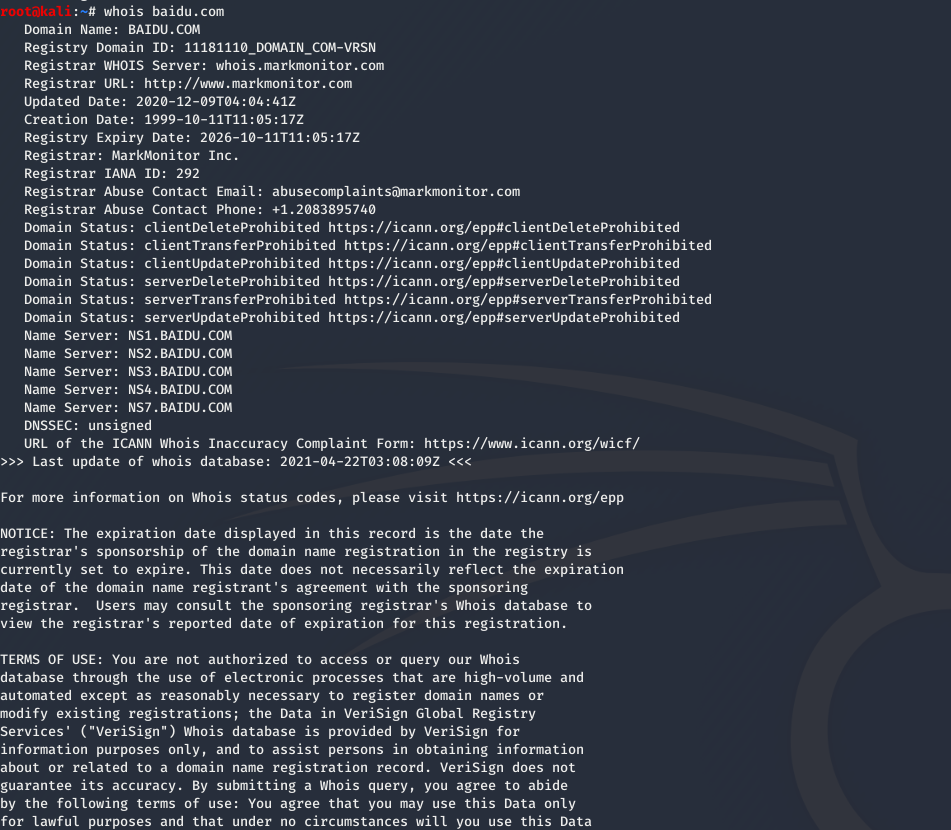 root@kali:~# whois baidu.com
Domain Name: BAIDU.COM
Registry Domain ID: 11181110_DOMAIN_COM-VRSN
Registrar WHOIS Server: whois.markmonitor.com
Registrar URL: http://www.markmonitor.com
Updated Date: 2020-12-09T04:04:41Z
Creation Date: 1999-10-11T11:05:17Z
Registry Expiry Date: 2026-10-11T11:05:17Z
Registrar: MarkMonitor Inc.
Registrar IANA ID: 292
Registrar Abuse Contact Email: abusecomplaints@markmonitor.com
Registrar Abuse Contact Phone: +1.2083895740
Domain Status: clientDeleteProhibited https://icann.org/epp#clientDeleteProhibited
Domain Status: clientTransferProhibited https://icann.org/epp#clientTransferProhibited
Domain Status: clientUpdateProhibited https://icann.org/epp#clientUpdateProhibited
Domain Status: serverDeleteProhibited https://icann.org/epp#serverDeleteProhibited
Domain Status: serverTransferProhibited https://icann.org/epp#serverTransferProhibited
Domain Status: serverUpdateProhibited https://icann.org/epp#serverUpdateProhibited
Name Server: NS1.BAIDU.COM
Name Server: NS2.BAIDU.COM
Name Server: NS3.BAIDU.COM
Name Server: NS4.BAIDU.COM
Name Server: NS7.BAIDU.COM
DNSSEC: unsigned
URL of the ICANN Whois Inaccuracy Complaint Form: https://www.icann.org/wicf/
>>> Last update of whois database: 2021-04-22T03:08:09Z <<<
For more information on Whois status codes, please visit https://icann.org/epp
NOTICE: The expiration date displayed in this record is the date the
registrar's sponsorship of the domain name registration in the registry is
currently set to expire. This date does not necessarily reflect the expiration
date of the domain name registrant's agreement with the sponsoring
registrar.  Users may consult the sponsoring registrar's Whois database to
view the registrar's reported date of expiration for this registration.
TERMS OF USE: You are not authorized to access or query our Whois
database through the use of electronic processes that are high-volume and
automated except as reasonably necessary to register domain names or
modify existing registrations; the Data in VeriSign Global Registry
Services' ("VeriSign") Whois database is provided by VeriSign for
information purposes only, and to assist persons in obtaining information
about or related to a domain name registration record. VeriSign does not
guarantee its accuracy. By submitting a Whois query, you agree to abide
by the following terms of use: You agree that you may use this Data only
for lawful purposes and that under no circumstances will you use this Data